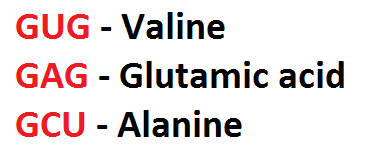 GUG - Valine
GAG - Glutamic acid
GCU - Alanine